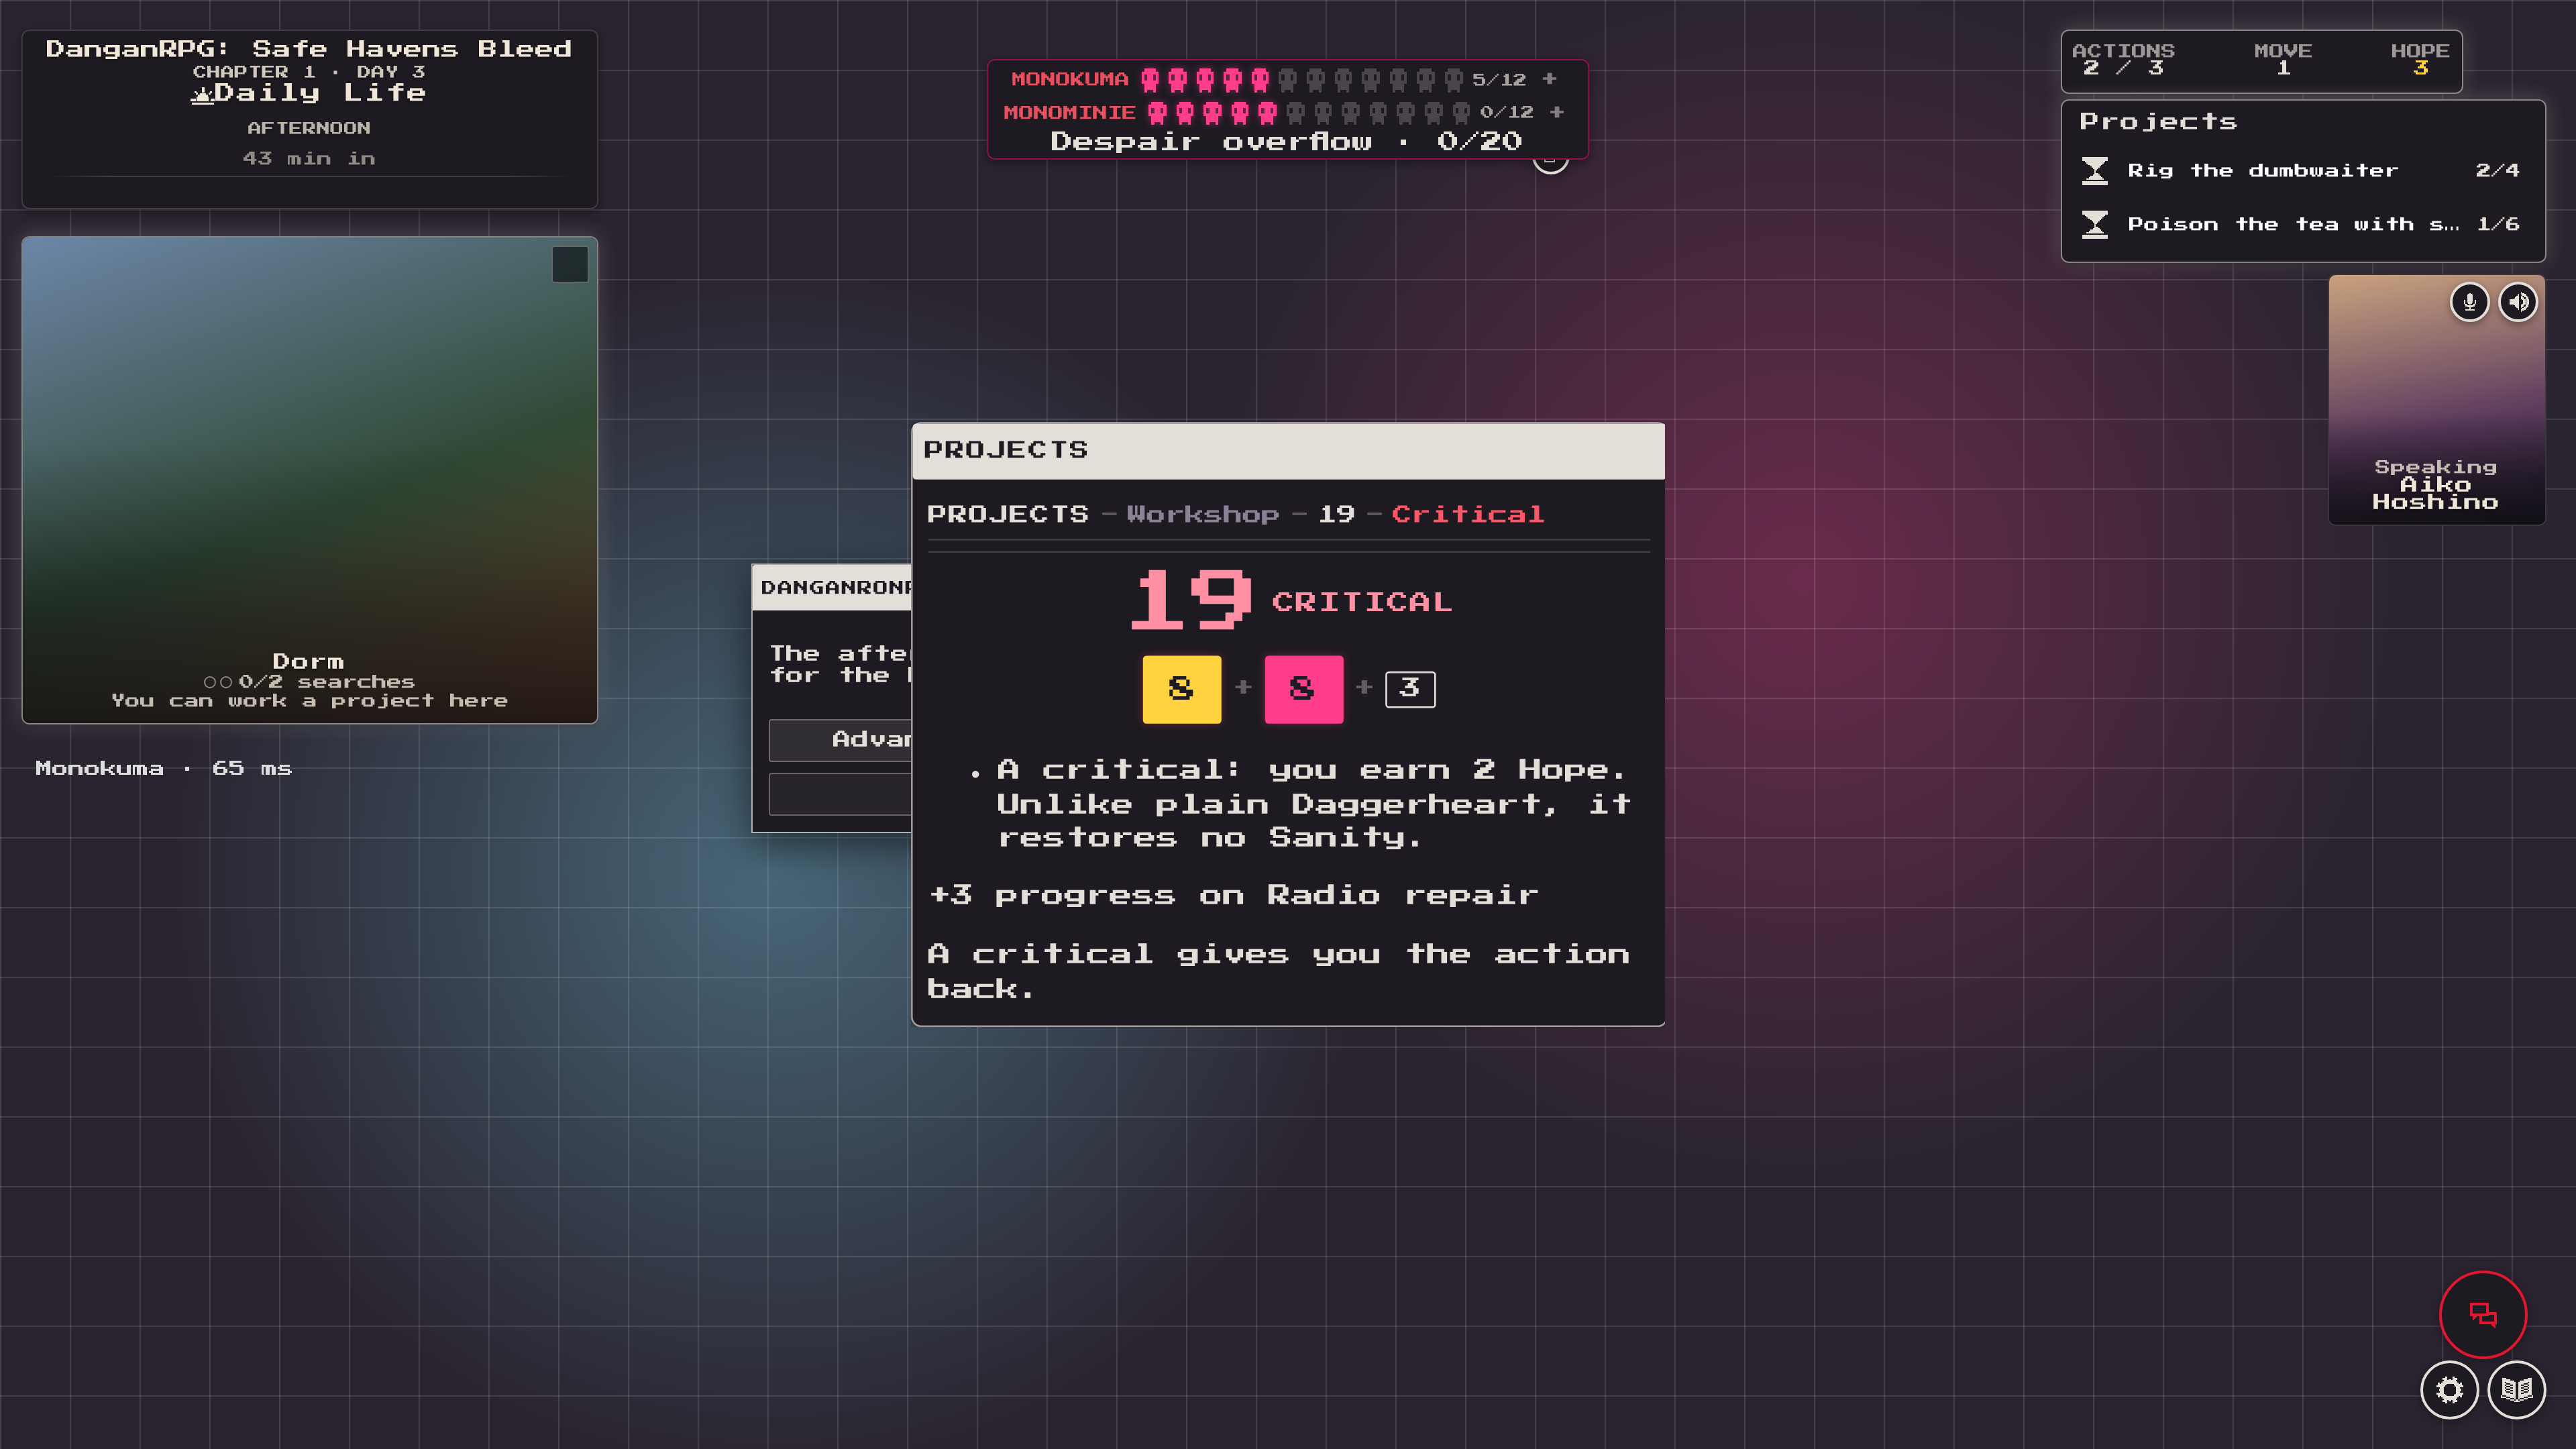 DanganRPG: Safe Havens Bleed
CHAPTER 1 · DAY 3
Daily Life
AFTERNOON
43 min in
MONOKUMA 5/12 +
MONOMINIE 0/12 +
Despair overflow · 0/20
ACTIONS MOVE HOPE
2 / 3 1 3
Projects
Rig the dumbwaiter 2/4
Poison the tea with s… 1/6
Speaking
Aiko
Hoshino
Dorm
0/2 searches
You can work a project here
Monokuma · 65 ms
The
for the
PROJECTS
PROJECTS — Workshop — 19 — Critical
19 CRITICAL
8 + 8 + 3
• A critical: you earn 2 Hope.
Unlike plain Daggerheart, it
restores no Sanity.
+3 progress on Radio repair
A critical gives you the action
back.